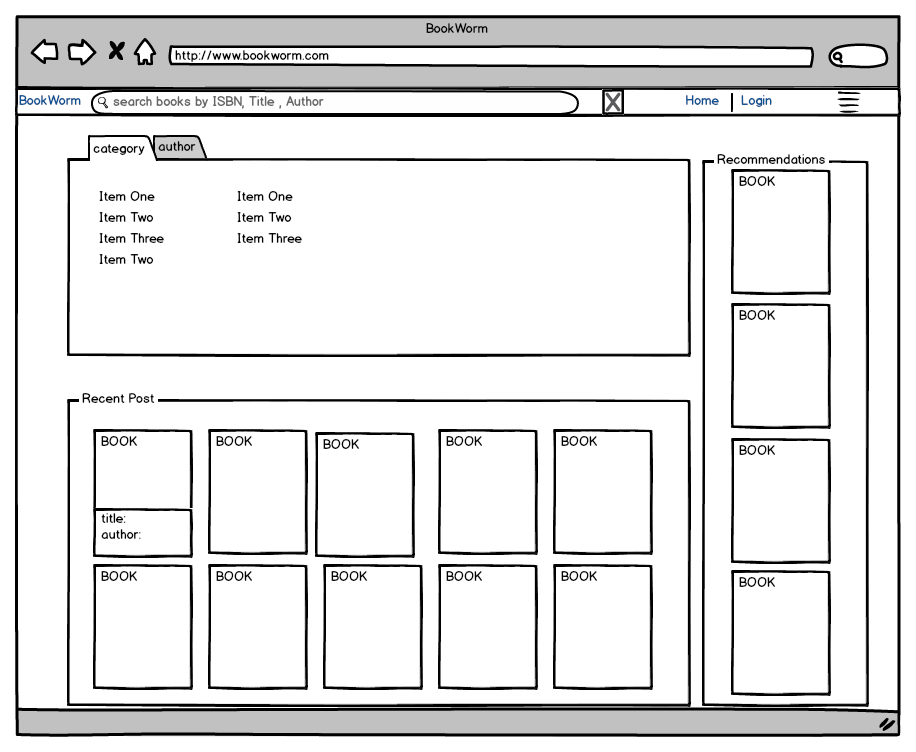 BookWorm
http://www.bookworm.com
BookWorm
search books by ISBN, Title , Author
Home
Login
category
author
Item One
Item Two
Item Three
Item Two
Item One
Item Two
Item Three
Recommendations
BOOK
BOOK
BOOK
BOOK
Recent Post
BOOK
title:
author:
BOOK
BOOK
BOOK
BOOK
BOOK
BOOK
BOOK
BOOK
BOOK